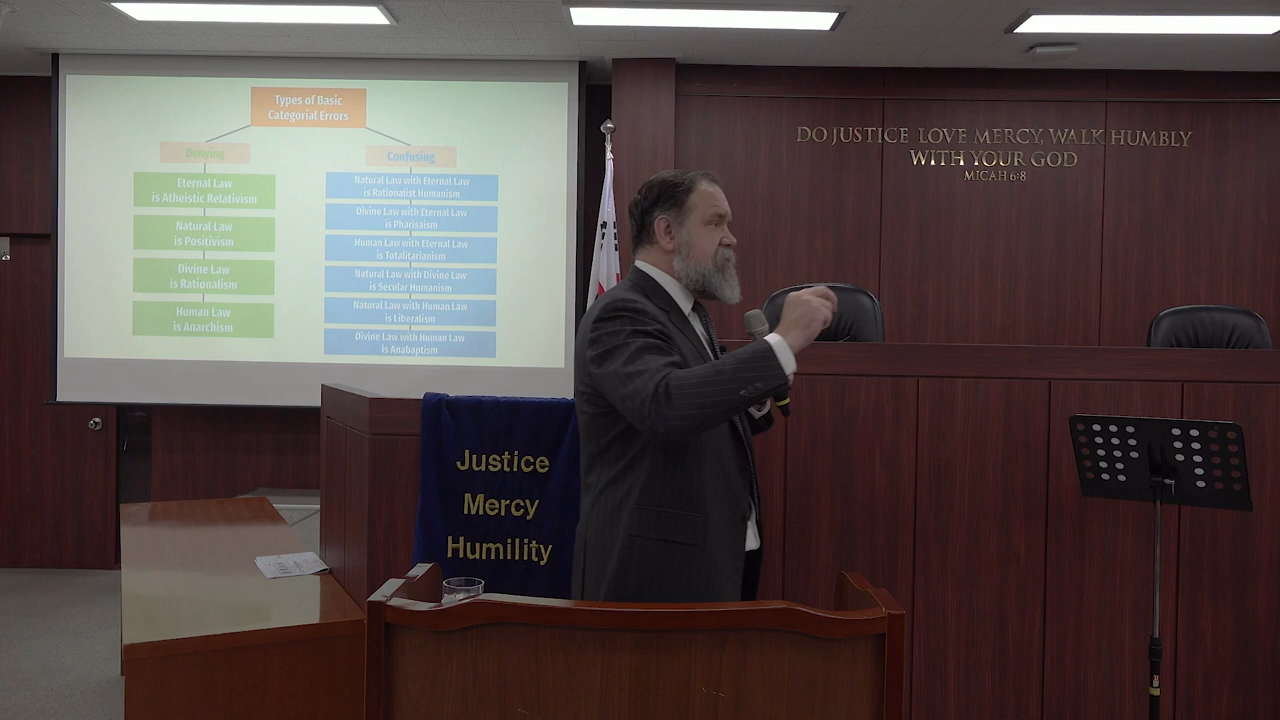 Types of Basic
Categorial Errors
Denying
Eternal Law
is Atheistic Relativism
Natural Law
is Positivism
Divine Law
is Rationalism
Human Law
is Anarchism
Confusing
Natural Law with Eternal Law
is Rationalist Humanism
Divine Law with Eternal Law
is Pharisaism
Human Law with Eternal Law
is Totalitarianism
Natural Law with Divine Law
is Secular Humanism
Natural Law with Human Law
is Liberalism
Divine Law with Human Law
is Anabaptism
DO JUSTICE LOVE MERCY, WALK HUMBLY
WITH YOUR GOD
MICAH 6:8
Justice
Mercy
Humility